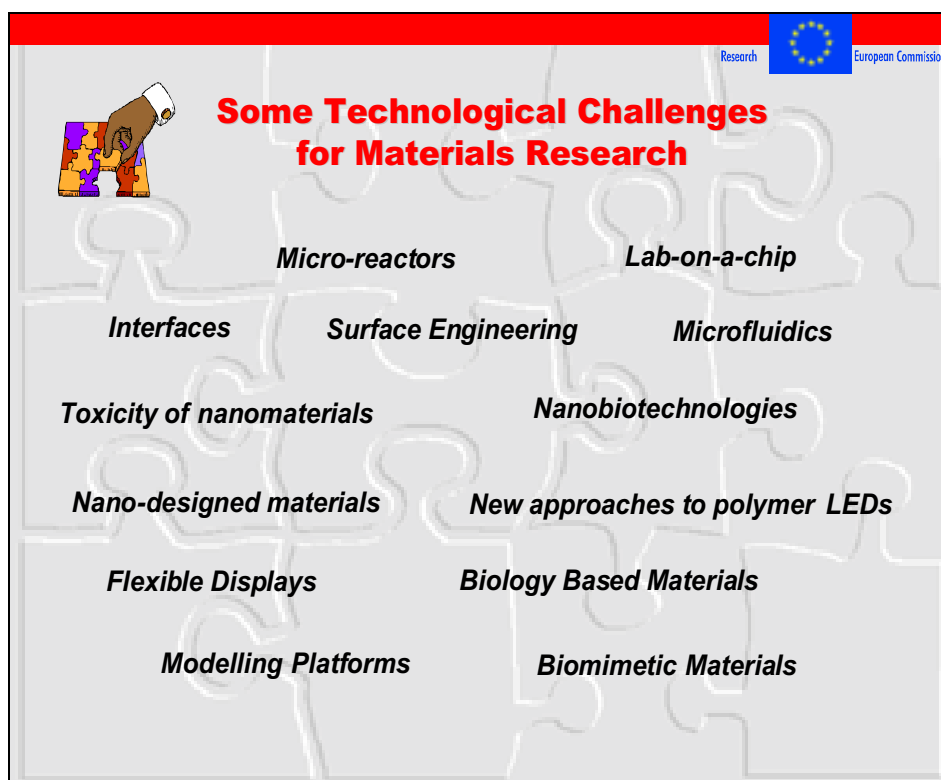 Research European Commissio
Some Technological Challenges
for Materials Research
Micro-reactors Lab-on-a-chip
Interfaces Surface Engineering Microfluidics
Toxicity of nanomaterials Nanobiotechnologies
Nano-designed materials New approaches to polymer LEDs
Flexible Displays Biology Based Materials
Modelling Platforms Biomimetic Materials